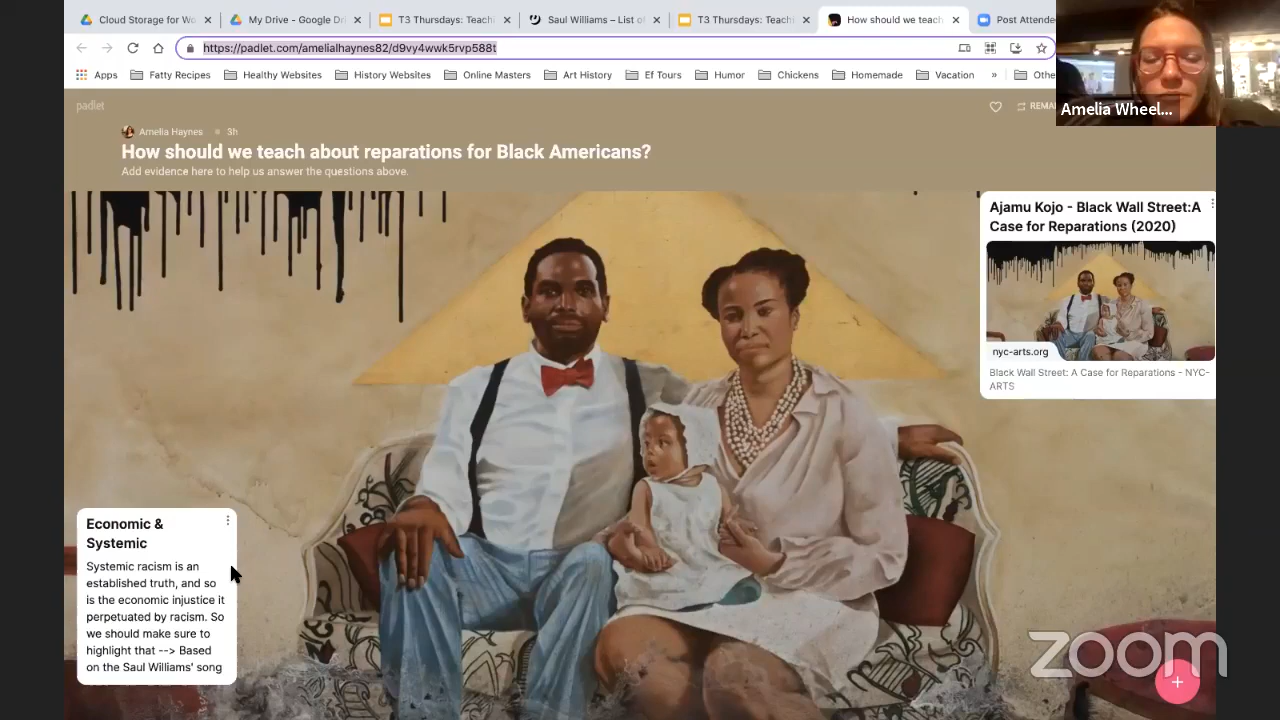 Cloud Storage for Wo
My Drive - Google Dri
T3 Thursdays: Teachi
Saul Williams – List o
T3 Thursdays: Teachi
How should we teach
Post Attende
https://padlet.com/amelialhaynes82/d9vy4wwk5rvp588t
Apps
Fatty Recipes
Healthy Websites
History Websites
Online Masters
Art History
Ef Tours
Humor
Chickens
Homemade
Vacation
»
Othe
Amelia Wheel...
padlet
REMA
Amelia Haynes
3h
How should we teach about reparations for Black Americans?
Add evidence here to help us answer the questions above.
Ajamu Kojo - Black Wall Street:A
Case for Reparations (2020)
nyc-arts.org
Black Wall Street: A Case for Reparations - NYC-
ARTS
Economic &
Systemic
Systemic racism is an
established truth, and so
is the economic injustice it
perpetuated by racism. So
we should make sure to
highlight that --> Based
on the Saul Williams' song
zoom